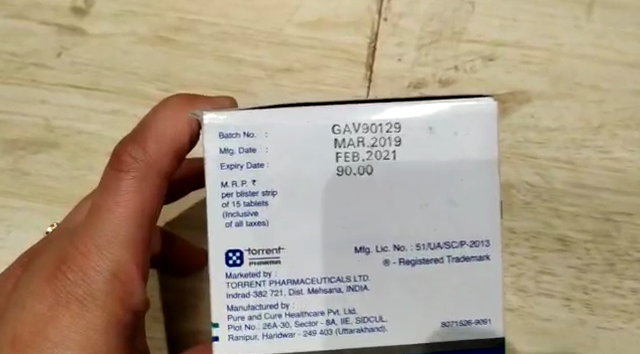 Batch No. : GAV90129
Mfg. Date : MAR.2019
Expiry Date : FEB.2021
M.R.P. ₹ 90.00
per blister strip
of 15 tablets
(Inclusive
of all taxes)
torrent
PHARMA
Mfg. Lic. No. : 51/UA/SC/P-2013
® - Registered Trademark
Marketed by :
TORRENT PHARMACEUTICALS LTD.
Indrad-382 721, Dist. Mehsana, INDIA.
Manufactured by :
Pure and Cure Healthcare Pvt. Ltd.
Plot No.: 26A-30, Sector - 8A, IIE, SIDCUL,
Ranipur, Haridwar - 249 403 (Uttarakhand).
8071526-9091